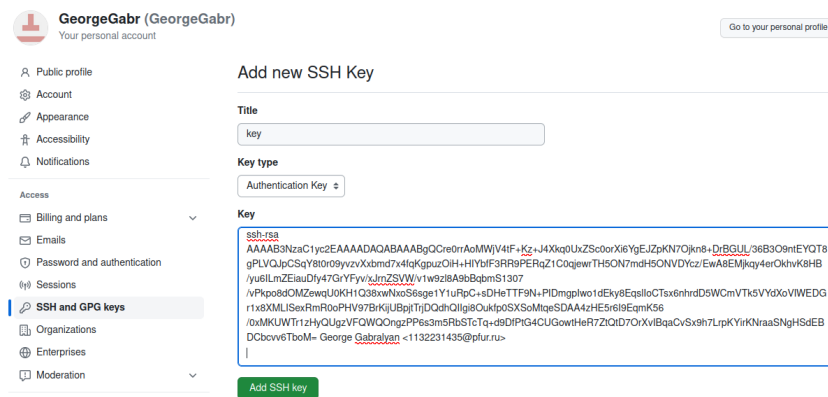 GeorgeGabr (GeorgeGabr)
Your personal account
Go to your personal profile
Public profile
Account
Appearance
Accessibility
Notifications
Access
Billing and plans
Emails
Password and authentication
Sessions
SSH and GPG keys
Organizations
Enterprises
Moderation
Add new SSH Key
Title
key
Key type
Authentication Key
Key
ssh-rsa
AAAAB3NzaC1yc2EAAAADAQABAAABgQCre0rrAoMWjV4tF+Kz+J4Xkq0UxZSc0orXi6YgEJZpKN7Ojkn8+DrBGUL/36B3O9ntEYQT8
gPLVQJpCSqY8t0r09yvzvXxbmd7x4fqKgpuzOiH+HIYbfF3RR9PERqZ1C0qjewrTH5ON7mdH5ONVDYcz/EwA8EMjkqy4erOkhvK8HB
/yu6ILmZEiauDfy47GrYFyv/xJrnZSVW/v1w9zl8A9bBqbmS1307
/vPkpo8dOMZewqU0KH1Q38xwNxoS6sge1Y1uRpC+sDHeTTF9N+PIDmgpIwo1dEky8EqslIoCTsx6nhrdD5WCmVTk5VYdXoVIWEDG
r1x8XMLISexRmR0oPHV97BrKijUBpjtTrjDQdhQIIgi8Oukfp0SXSoMtqeSDAA4zHE5r6I9EqmK56
/0xMKUWTr1zHyQUgzVFQWQOngzPP6s3m5RbSTcTq+d9DfPtG4CUGowtHeR7ZtQtD7OrXvIBqaCvSx9h7LrpKYirKNraaSNgHSdEB
DCbcvv6TboM= George Gabralyan <1132231435@pfur.ru>
Add SSH key